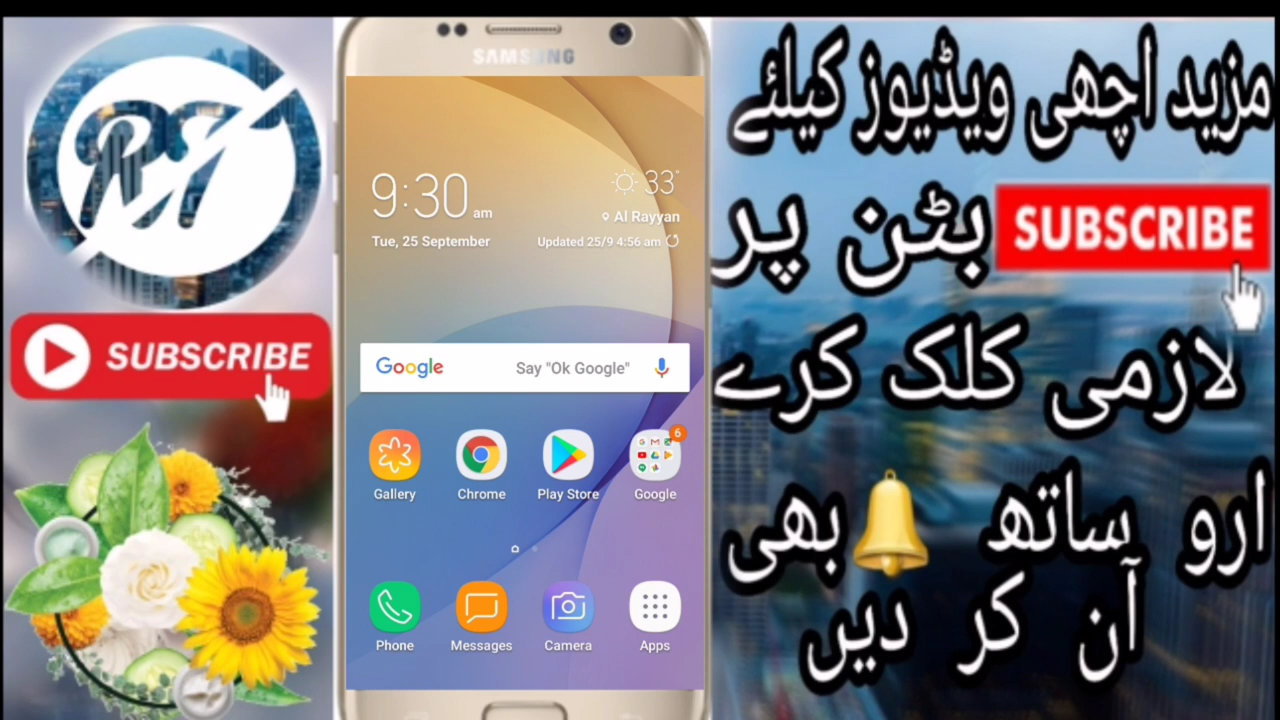 RJ
SUBSCRIBE
SAMSUNG
9:30 am
Tue, 25 September
33°
Al Rayyan
Updated 25/9 4:56 am
Google Say "Ok Google"
6
Gallery Chrome Play Store Google
Phone Messages Camera Apps
مزید اچھی ویڈیوز کیلئے
SUBSCRIBE بٹن پر
لازمی کلک کرے
ارو ساتھ بھی
آن کر دیں